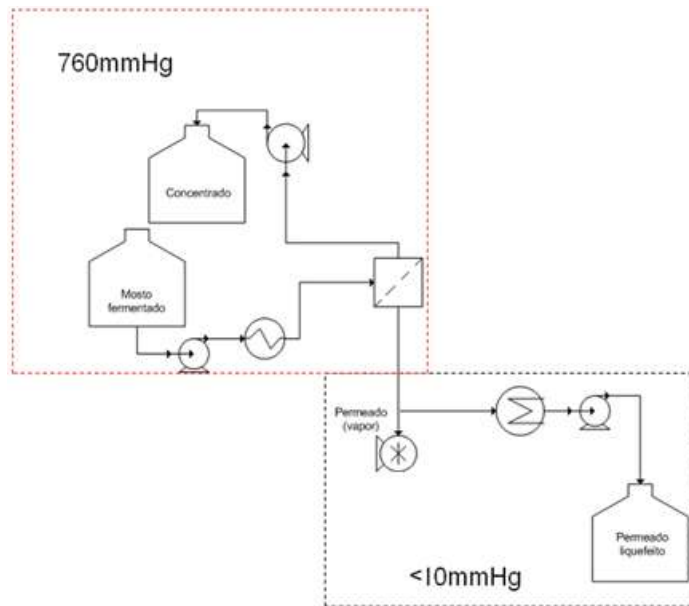 760mmHg
Concentrado
Mosto
fermentado
Permeado
(vapor)
Permeado
liquefeito
<10mmHg